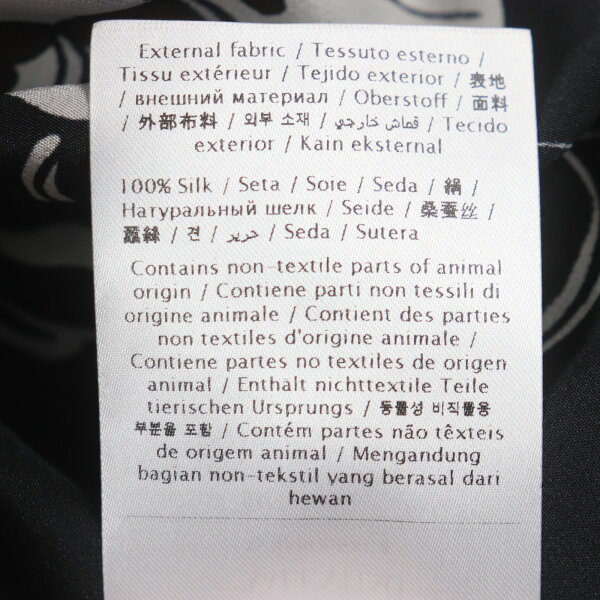 External fabric / Tessuto esterno /
Tissu extérieur / Tejido exterior / 表地
/ внешний материал / Oberstoff / 面料
/ 外部布料 / 외부 소재 / قماش خارجي / Tecido
exterior / Kain eksternal
100% Silk / Seta / Soie / Seda / 絹 /
Натуральный шелк / Seide / 桑蚕丝 /
蠶絲 / 견 / حرير / Seda / Sutera
Contains non-textile parts of animal
origin / Contiene parti non tessili di
origine animale / Contient des parties
non textiles d'origine animale /
Contiene partes no textiles de origen
animal / Enthält nichttextile Teile
tierischen Ursprungs / 동물성 비직물용
부분을 포함 / Contém partes não têxteis
de origem animal / Mengandung
bagian non-tekstil yang berasal dari
hewan